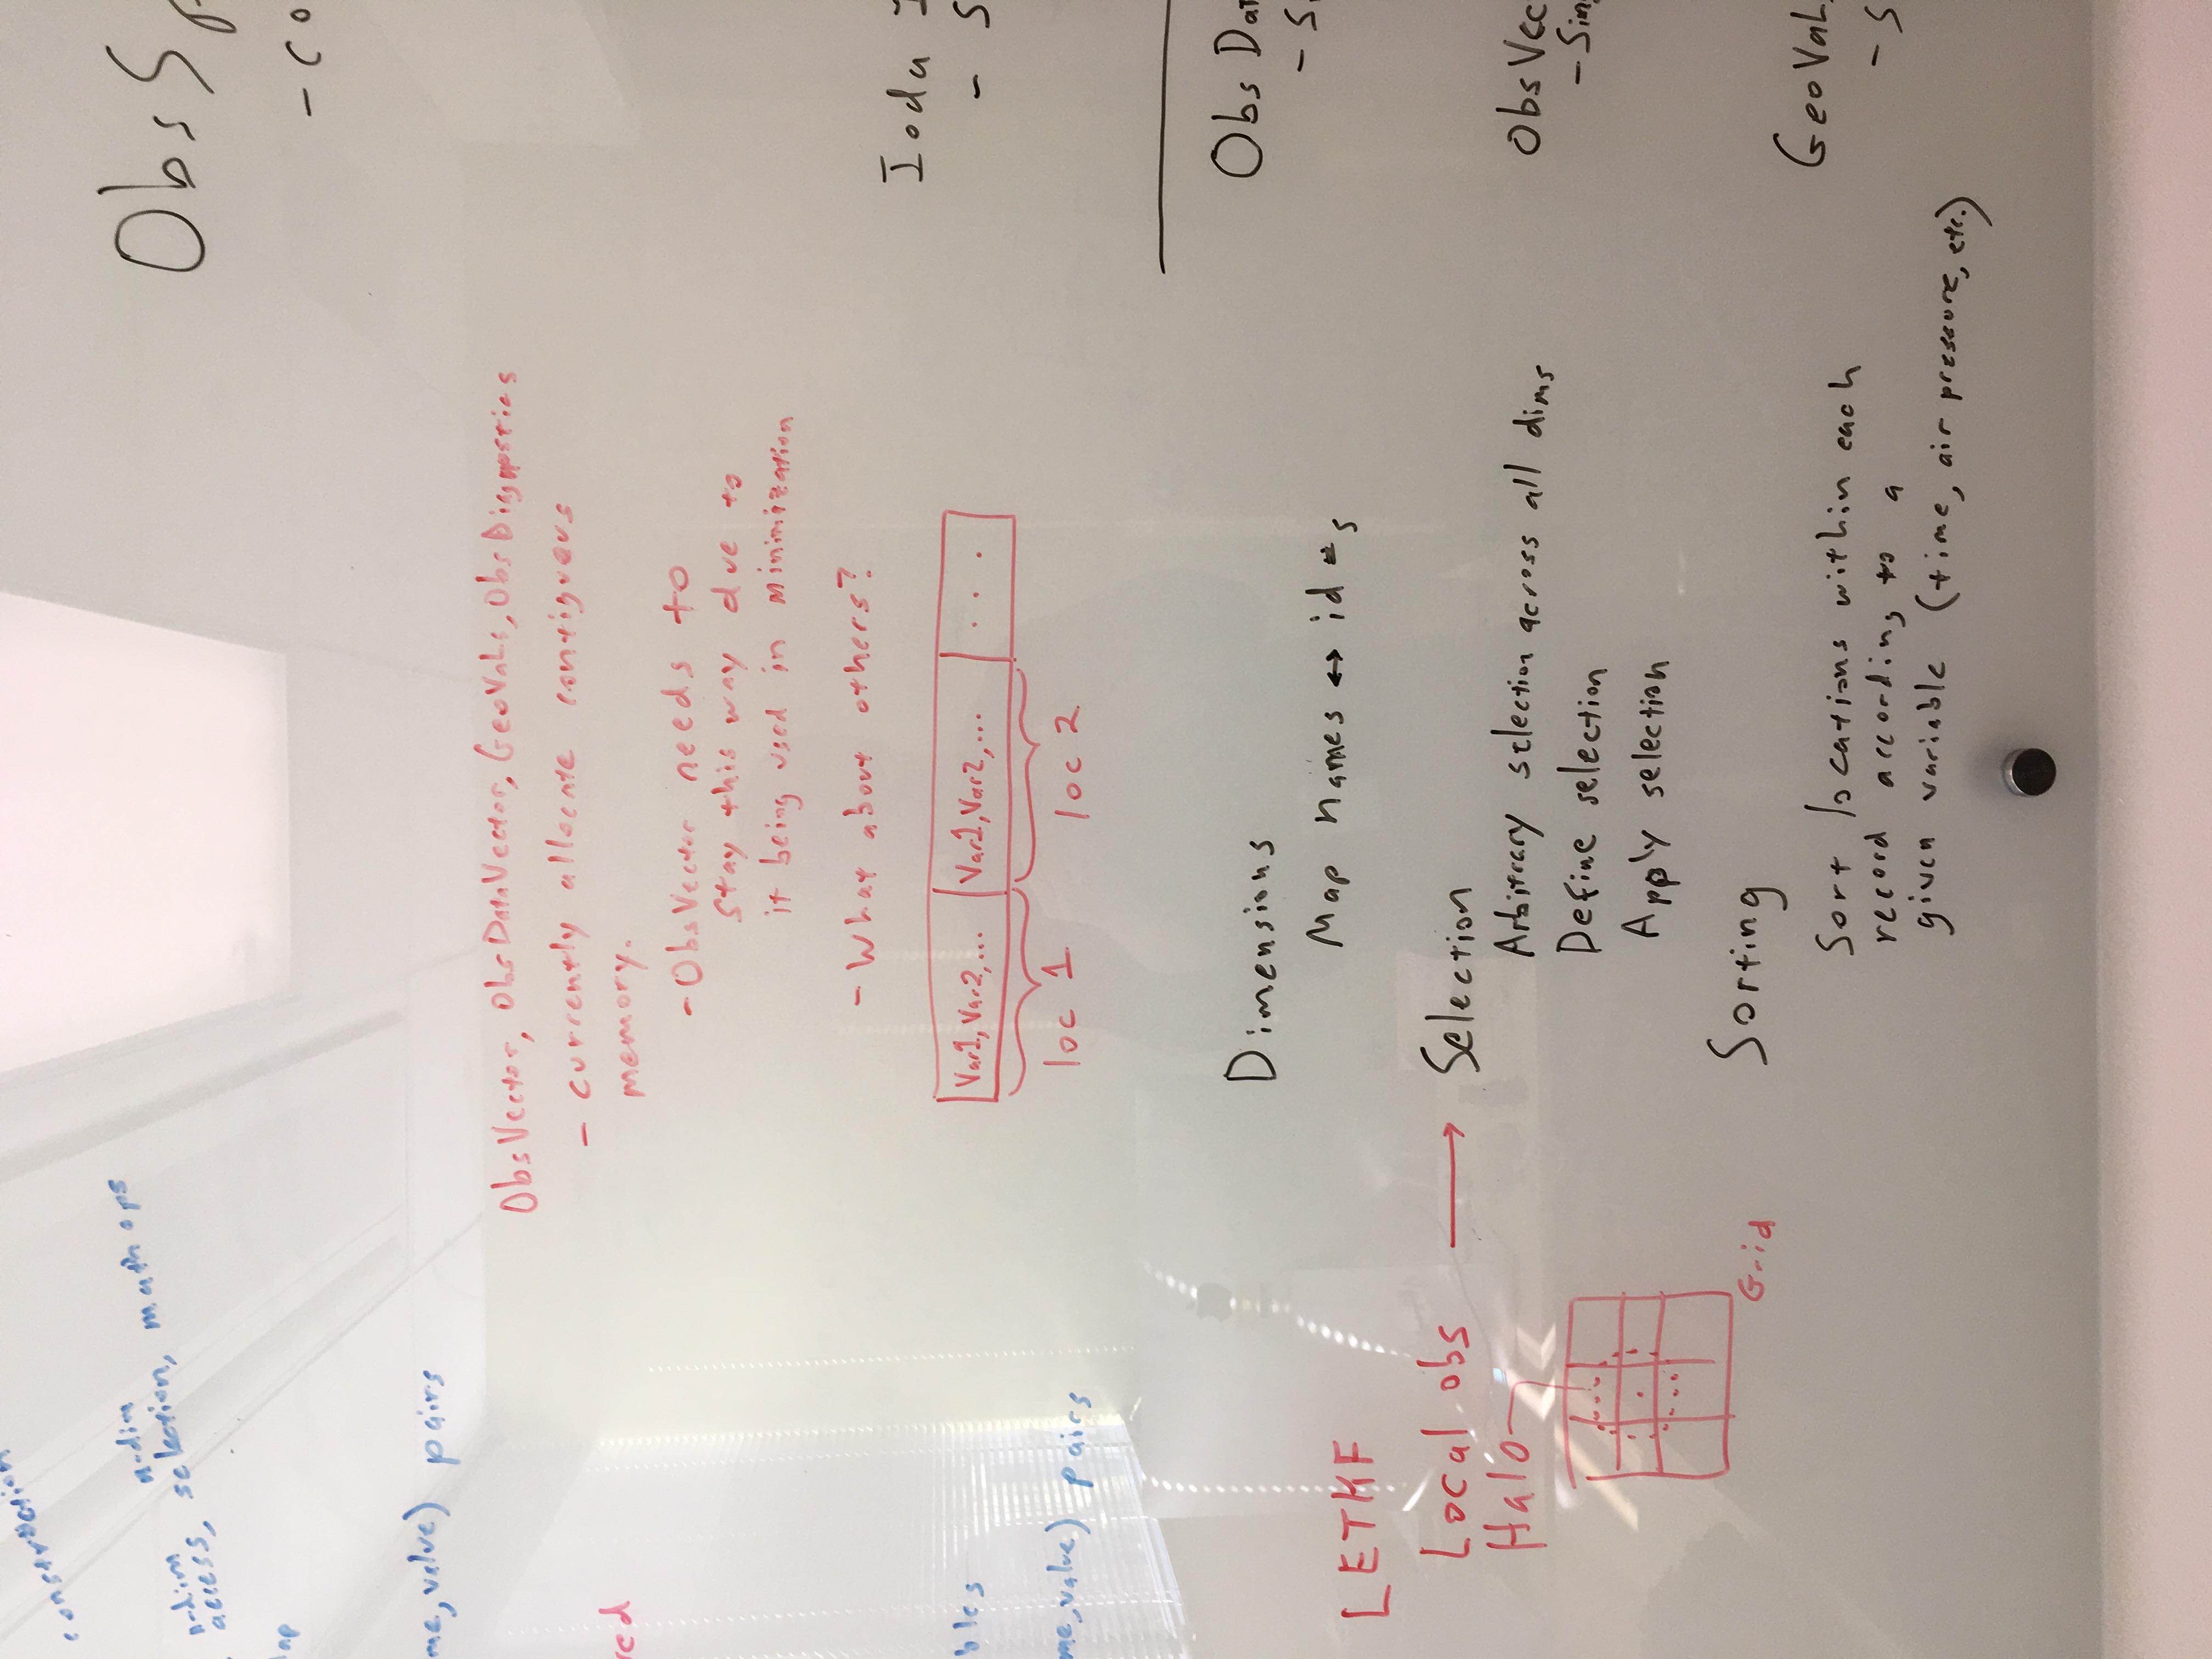 construction
n-dim n-dim
access, selection, math ops
me, value) pairs
ObsVector, ObsDataVector, GeoVaLs, ObsDiagnostics
- currently allocate contiguous
memory.
- ObsVector needs to
stay this way due to
it being used in minimization
- What about others?
Var1, Var2, ... Var1, Var2, ... . . .
loc 1 loc 2
me, value) pairs
Dimensions
Map names ↔ id #s
LETKF
Local obs → Selection
Halo
Arbitrary selection across all dims
Define selection
Apply selection
Grid
Sorting
Sort locations within each
record according to a
given variable (time, air pressure, etc.)
ObsSp
- co
Ioda I
- S
Obs Dat
- S
ObsVec
- Sin
GeoVaL
- S